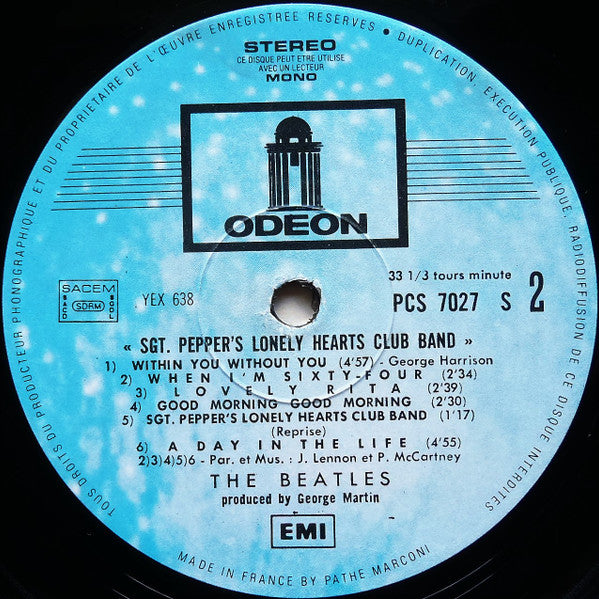 TOUS DROITS DU PRODUCTEUR PHONOGRAPHIQUE ET DU PROPRIETAIRE DE L'ŒUVRE ENREGISTREE RESERVES • DUPLICATION EXECUTION PUBLIQUE, RADIODIFFUSION DE CE DISQUE INTERDITES
STEREO
CE DISQUE PEUT ETRE UTILISE
AVEC UN LECTEUR
MONO
ODEON
SACEM
SACD
SDRM
SGDL
YEX 638
33 1/3 tours minute
PCS 7027 S 2
« SGT. PEPPER'S LONELY HEARTS CLUB BAND »
1) WITHIN YOU WITHOUT YOU (4'57) - George Harrison
2) WHEN I'M SIXTY-FOUR (2'34)
3) LOVELY RITA (2'39)
4) GOOD MORNING GOOD MORNING (2'30)
5) SGT. PEPPER'S LONELY HEARTS CLUB BAND (1'17)
(Reprise)
6) A DAY IN THE LIFE (4'55)
2)3)4)5)6 - Par. et Mus. : J. Lennon et P. McCartney
THE BEATLES
produced by George Martin
EMI
MADE IN FRANCE BY PATHE MARCONI